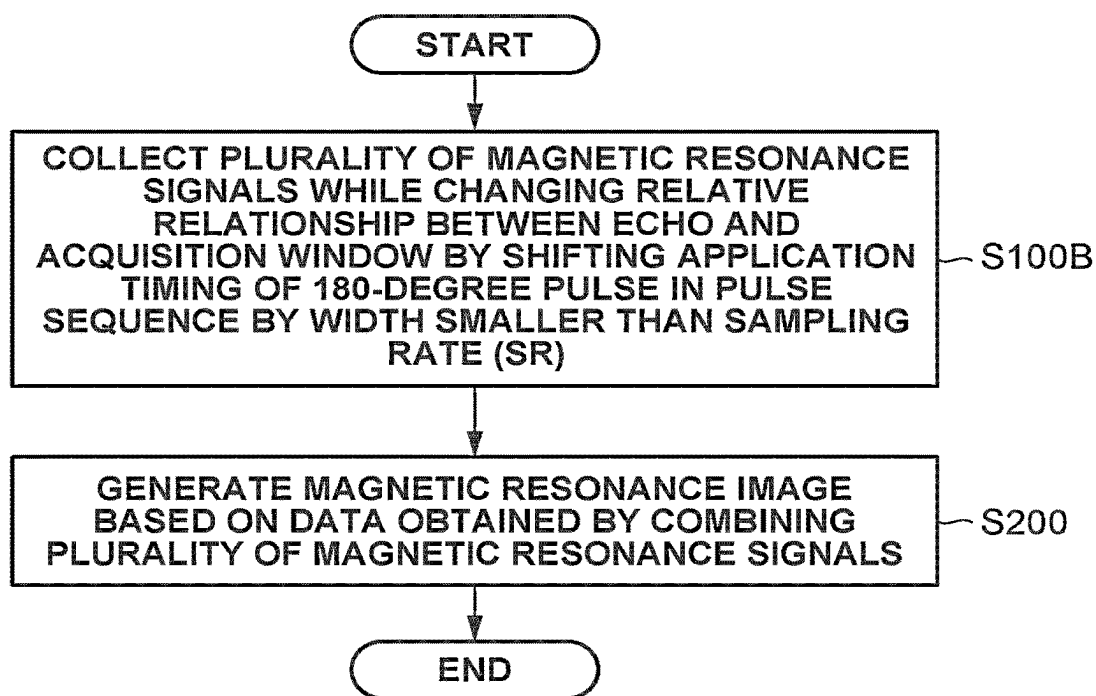 START
COLLECT PLURALITY OF MAGNETIC RESONANCE
SIGNALS WHILE CHANGING RELATIVE
RELATIONSHIP BETWEEN ECHO AND
ACQUISITION WINDOW BY SHIFTING APPLICATION
TIMING OF 180-DEGREE PULSE IN PULSE
SEQUENCE BY WIDTH SMALLER THAN SAMPLING
RATE (SR)
S100B
GENERATE MAGNETIC RESONANCE IMAGE
BASED ON DATA OBTAINED BY COMBINING
PLURALITY OF MAGNETIC RESONANCE SIGNALS
S200
END